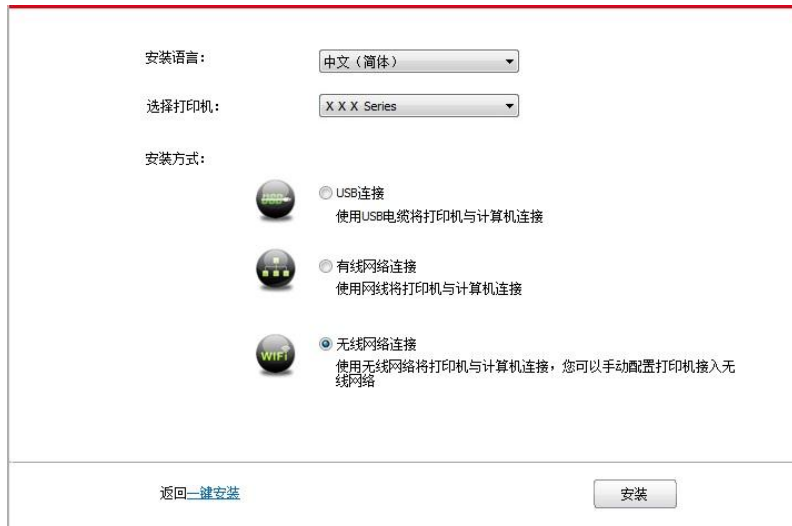 安装语言： 中文（简体）
选择打印机： X X X Series
安装方式：
USB
USB连接
使用USB电缆将打印机与计算机连接
有线网络连接
使用网线将打印机与计算机连接
WiFi
无线网络连接
使用无线网络将打印机与计算机连接，您可以手动配置打印机接入无
线网络
返回一键安装 安装